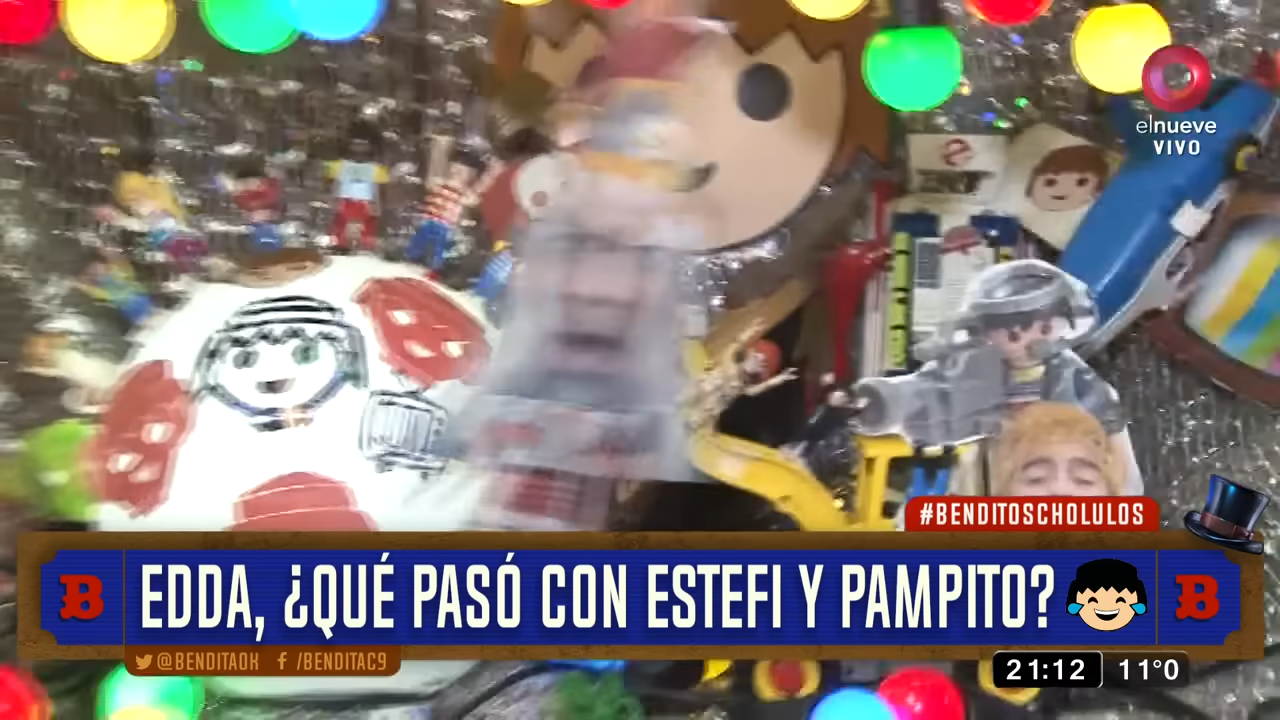 elnueve
VIVO
#BENDITOSCHOLULOS
B
EDDA, ¿QUÉ PASÓ CON ESTEFI Y PAMPITO?
B
@BENDITAOK
/BENDITAC9
21:12
11°0